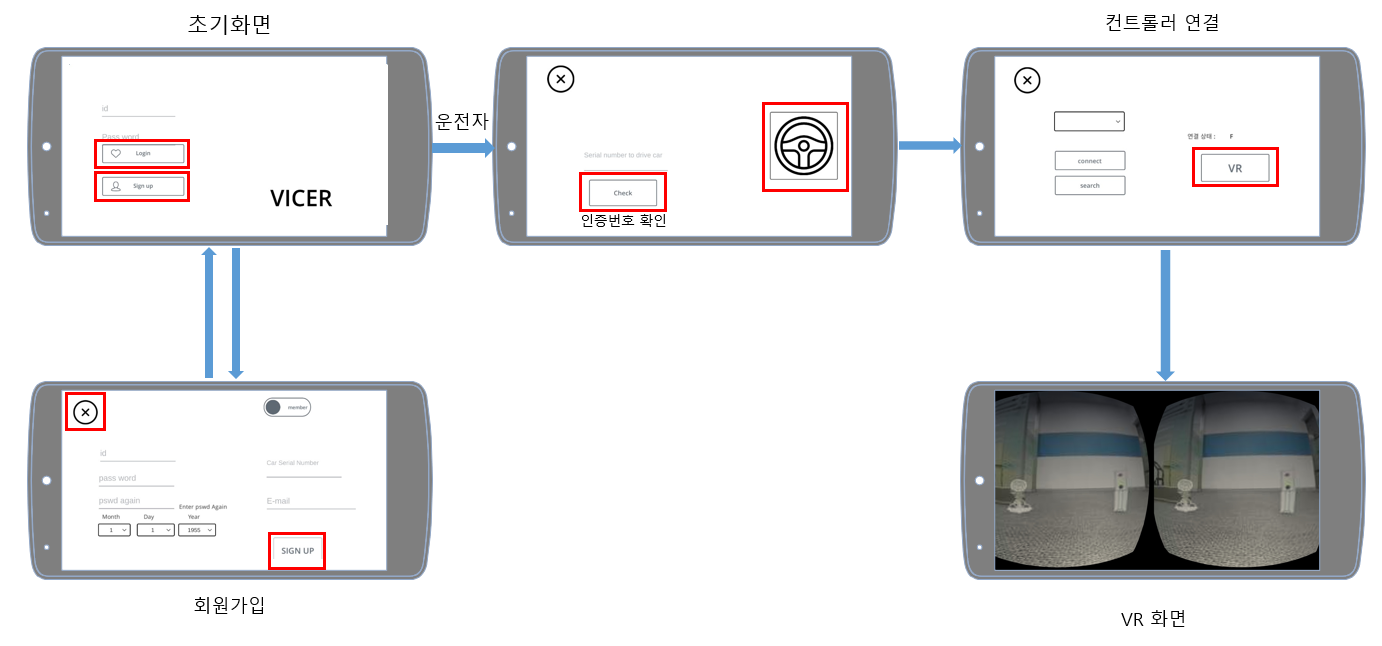 초기화면
id
Pass word
Login
Sign up
VICER
운전자
Serial number to drive car
Check
인증번호 확인
컨트롤러 연결
연결 상태 : F
connect
search
VR
member
id
pass word
pswd again
Enter pswd Again
Month Day Year
1 1 1955
Car Serial Number
E-mail
SIGN UP
회원가입
VR 화면